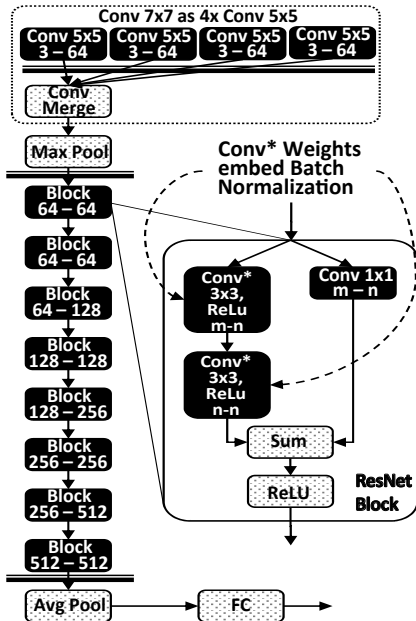 Conv 7x7 as 4x Conv 5x5
Conv 5x5
3 – 64
Conv 5x5
3 – 64
Conv 5x5
3 – 64
Conv 5x5
3 – 64
Conv
Merge
Max Pool
Block
64 – 64
Block
64 – 64
Block
64 – 128
Block
128 – 128
Block
128 – 256
Block
256 – 256
Block
256 – 512
Block
512 – 512
Avg Pool
FC
Conv* Weights
embed Batch
Normalization
Conv*
3x3,
ReLu
m-n
Conv 1x1
m – n
Conv*
3x3,
ReLu
n-n
Sum
ReLU
ResNet
Block